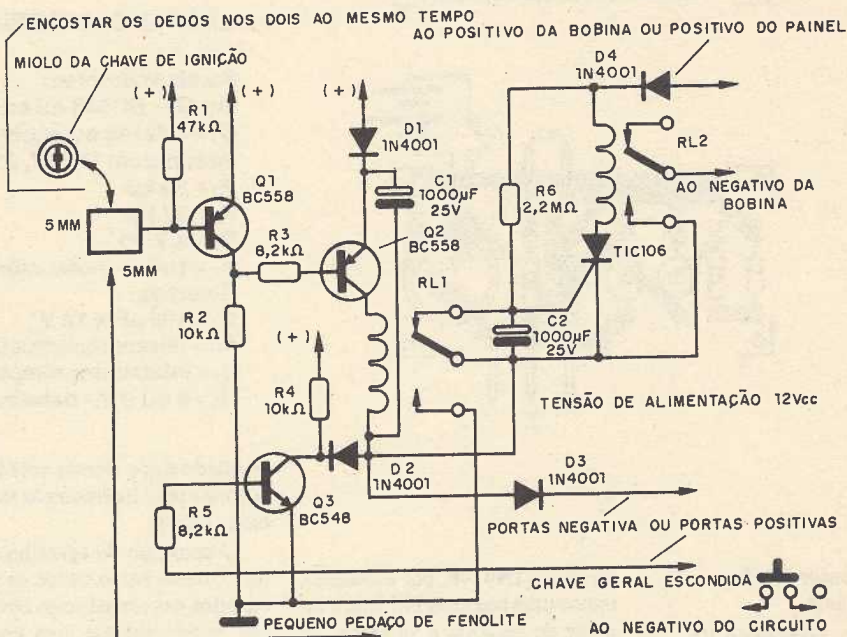 ENCOSTAR OS DEDOS NOS DOIS AO MESMO TEMPO
AO POSITIVO DA BOBINA OU POSITIVO DO PAINEL
MIOLO DA CHAVE DE IGNIÇÃO
(+)
(+)
(+)
D4
1N4001
R1
47kΩ
D1
1N4001
RL2
C1
1000µF
25V
R6
2,2MΩ
AO NEGATIVO DA
BOBINA
Q1
BC558
5MM
5MM
R3
8,2kΩ
Q2
BC558
TIC106
RL1
R2
10kΩ
(+)
C2
1000µF
25V
R4
10kΩ
TENSÃO DE ALIMENTAÇÃO 12Vcc
D2
1N4001
D3
1N4001
Q3
BC548
R5
8,2kΩ
PORTAS NEGATIVA OU PORTAS POSITIVAS
CHAVE GERAL ESCONDIDA
PEQUENO PEDAÇO DE FENOLITE
AO NEGATIVO DO CIRCUITO